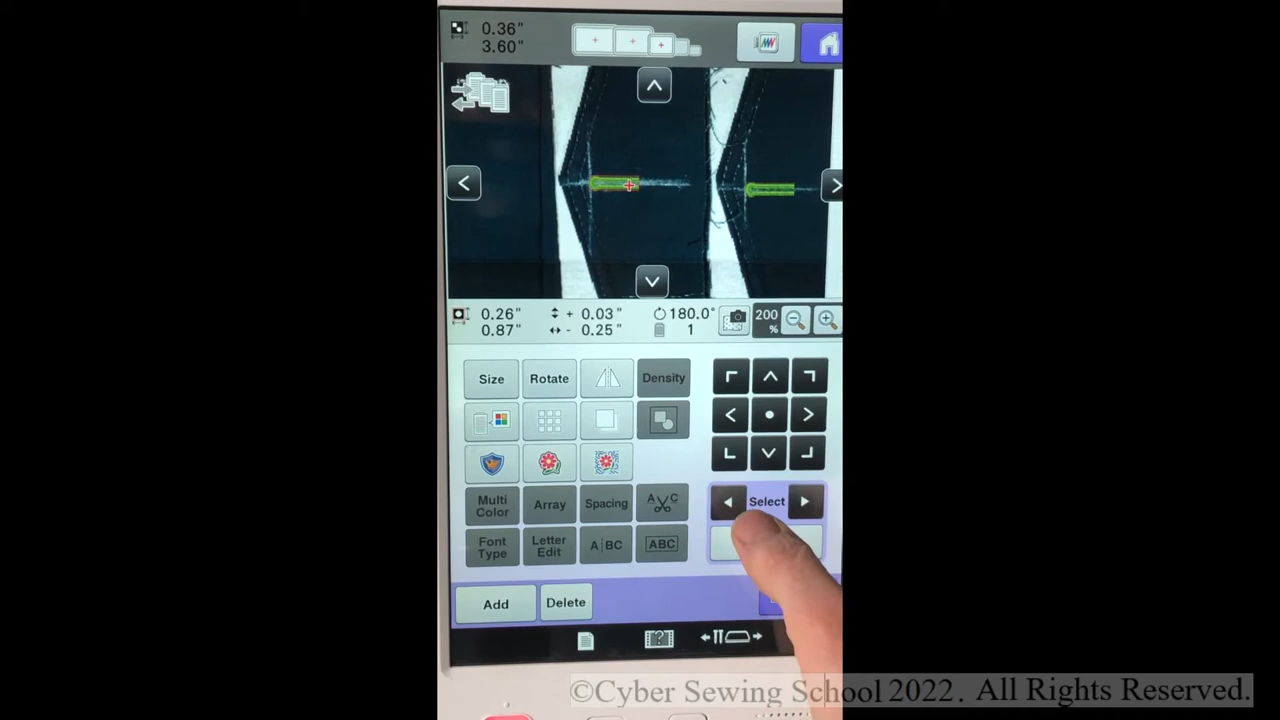 0.36"
3.60"
0.26"
0.87"
+ 0.03"
- 0.25"
180.0°
1
200
%
Size
Rotate
Density
Multi
Color
Array
Spacing
A C
Select
Font
Type
Letter
Edit
A BC
ABC
Add
Delete
?
©Cyber Sewing School 2022. All Rights Reserved.